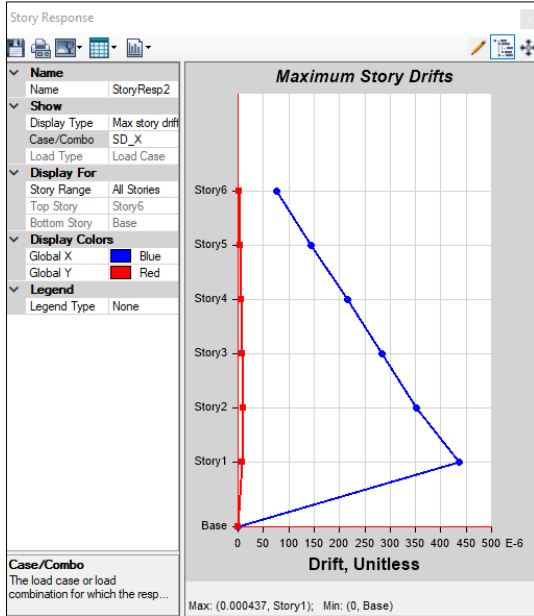 Story Response
Name
Name StoryResp2
Show
Display Type Max story drift
Case/Combo SD_X
Load Type Load Case
Display For
Story Range All Stories
Top Story Story6
Bottom Story Base
Display Colors
Global X Blue
Global Y Red
Legend
Legend Type None
Case/Combo
The load case or load
combination for which the resp...
Maximum Story Drifts
Story6
Story5
Story4
Story3
Story2
Story1
Base
0 50 100 150 200 250 300 350 400 450 500 E-6
Drift, Unitless
Max: (0.000437, Story1); Min: (0, Base)